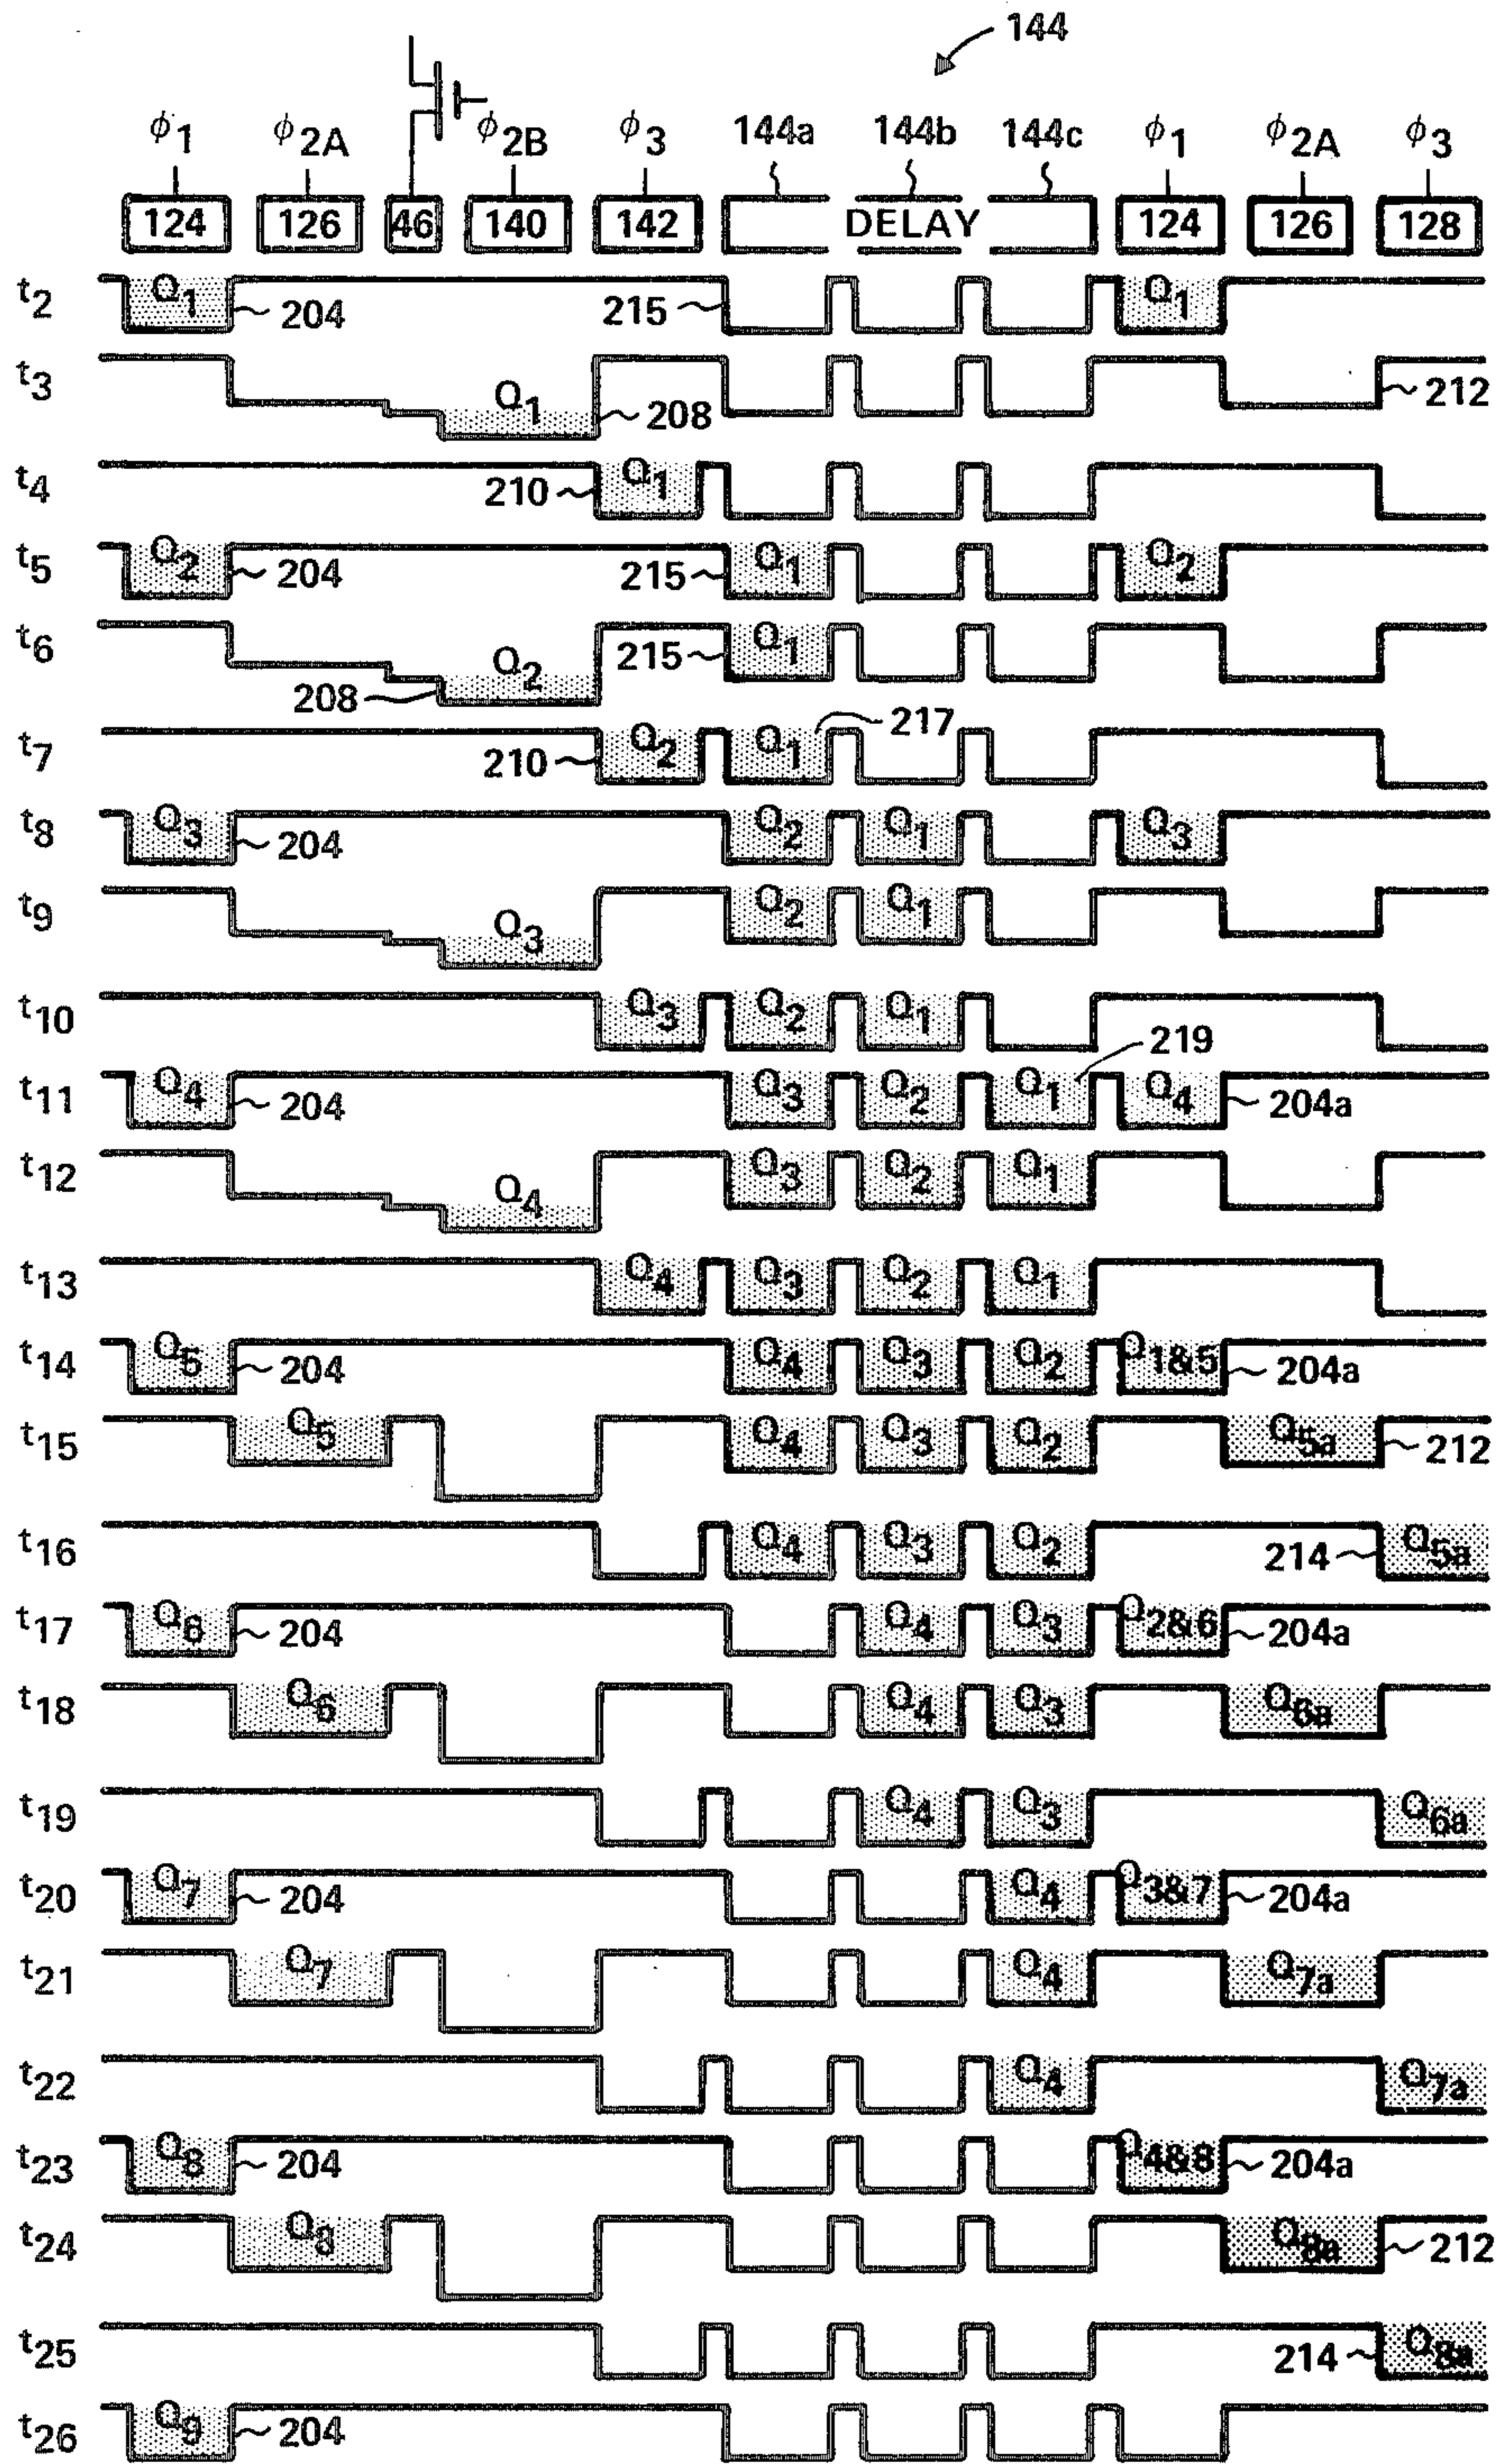 144
ϕ1 ϕ2A ϕ2B ϕ3 144a 144b 144c ϕ1 ϕ2A ϕ3
124 126 46 140 142 DELAY 124 126 128
t2 Q1 204 215 Q1
t3 Q1 208 212
t4 210 Q1
t5 Q2 204 215 Q1 Q2
t6 208 Q2 215 Q1
t7 210 Q2 Q1 217
t8 Q3 204 Q2 Q1 Q3
t9 Q3 Q2 Q1
t10 Q3 Q2 Q1
219
t11 Q4 204 Q3 Q2 Q1 Q4 204a
t12 Q4 Q3 Q2 Q1
t13 Q4 Q3 Q2 Q1
t14 Q5 204 Q4 Q3 Q2 Q1&5 204a
t15 Q5 Q4 Q3 Q2 Q5a 212
t16 Q4 Q3 Q2 214 Q5a
t17 Q6 204 Q4 Q3 Q2&6 204a
t18 Q6 Q4 Q3 Q6a
t19 Q4 Q3 Q6a
t20 Q7 204 Q4 Q3&7 204a
t21 Q7 Q4 Q7a
t22 Q4 Q7a
t23 Q8 204 Q4&8 204a
t24 Q8 Q8a 212
t25 214 Q8a
t26 Q9 204